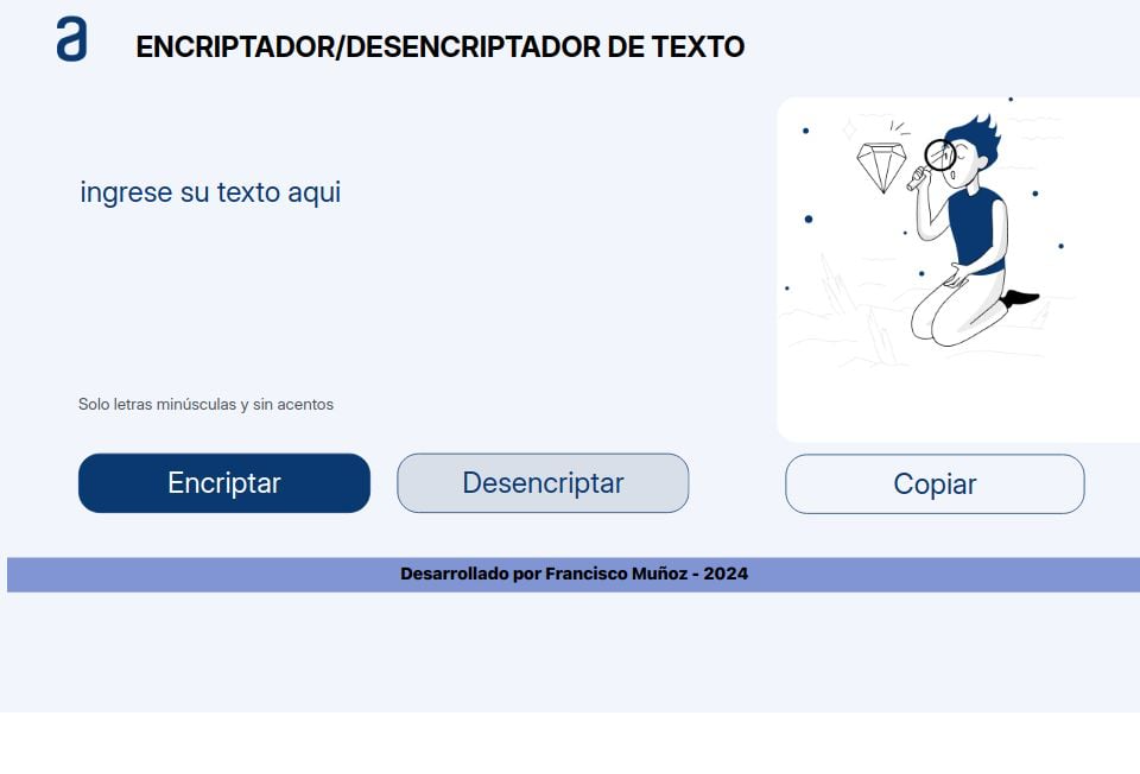 a
ENCRIPTADOR/DESENCRIPTADOR DE TEXTO
ingrese su texto aqui
Solo letras minúsculas y sin acentos
Encriptar
Desencriptar
Copiar
Desarrollado por Francisco Muñoz - 2024